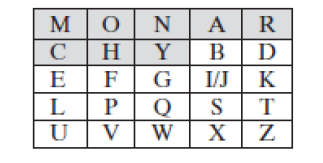 M O N A R
C H Y B D
E F G I/J K
L P Q S T
U V W X Z